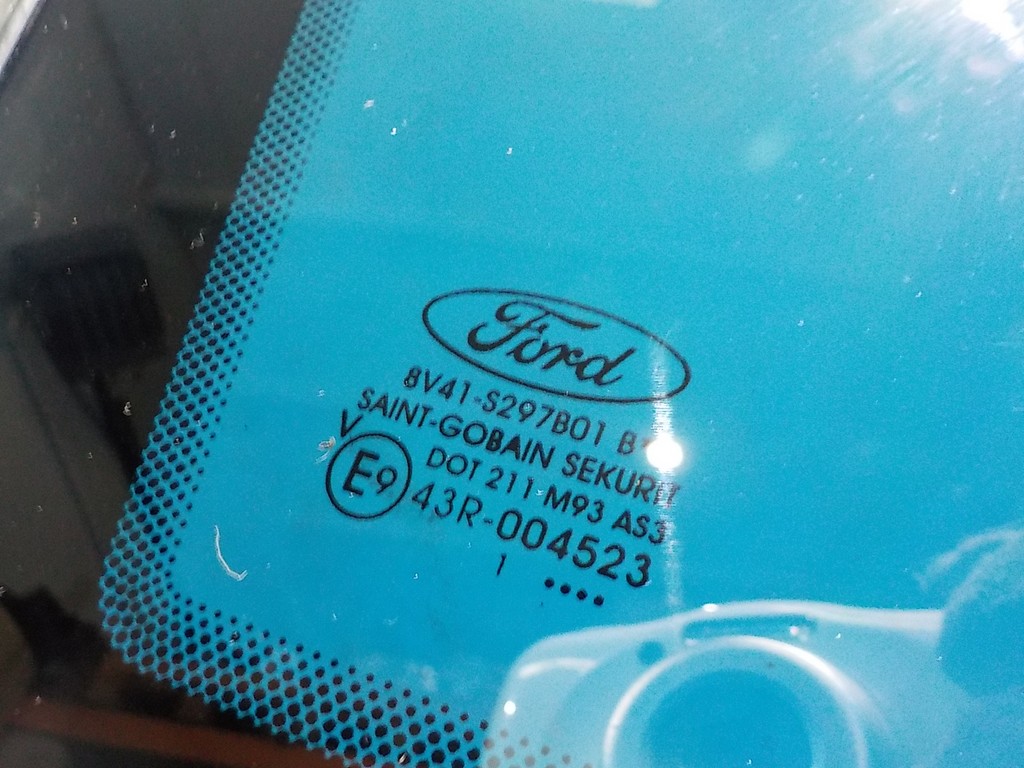 Ford
8V41-S297B01
SAINT-GOBAIN SEKURIT
V
DOT 211 M93 AS3
E9 43R-004523
1 ••••